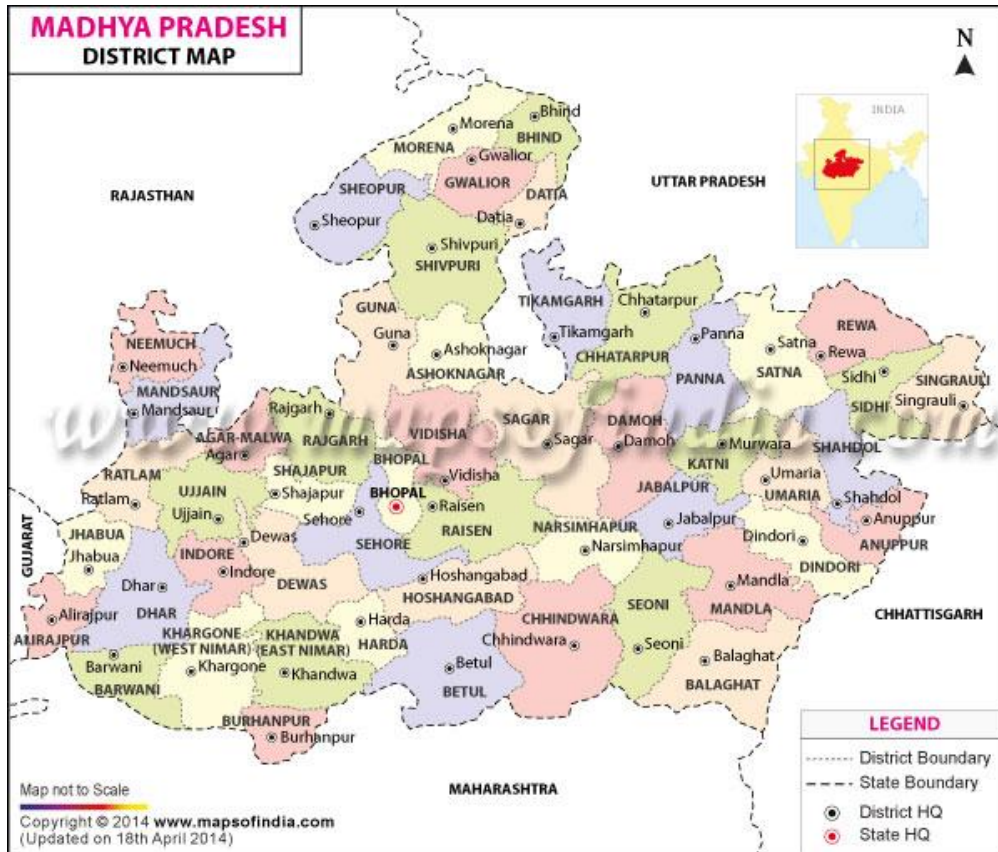 MADHYA PRADESH
DISTRICT MAP
N
INDIA
RAJASTHAN
UTTAR PRADESH
GUJARAT
CHHATTISGARH
MAHARASHTRA
Bhind
BHIND
Morena
MORENA
Gwalior
GWALIOR
DATIA
Datia
SHEOPUR
Sheopur
Shivpuri
SHIVPURI
GUNA
Guna
Ashoknagar
ASHOKNAGAR
TIKAMGARH
Tikamgarh
Chhatarpur
CHHATARPUR
Panna
PANNA
Satna
SATNA
REWA
Rewa
Sidhi
SIDHI
SINGRAULI
Singrauli
NEEMUCH
Neemuch
MANDSAUR
Mandsaur
www.mapsofindia.com
Rajgarh
RAJGARH
AGAR-MALWA
Agar
VIDISHA
Vidisha
BHOPAL
SAGAR
Sagar
DAMOH
Damoh
Murwara
KATNI
SHAHDOL
Shahdol
RATLAM
Ratlam
UJJAIN
Ujjain
SHAJAPUR
Shajapur
BHOPAL
Sehore
SEHORE
Raisen
RAISEN
JABALPUR
Jabalpur
Umaria
UMARIA
Anuppur
ANUPPUR
NARSIMHAPUR
Narsimhapur
Dindori
DINDORI
JHABUA
Jhabua
Dewas
DEWAS
INDORE
Indore
Dhar
DHAR
Hoshangabad
HOSHANGABAD
Mandla
MANDLA
Alirajpur
ALIRAJPUR
KHARGONE
(WEST NIMAR)
Khargone
KHANDWA
(EAST NIMAR)
Khandwa
Harda
HARDA
CHHINDWARA
Chhindwara
SEONI
Seoni
Balaghat
BALAGHAT
Barwani
BARWANI
Betul
BETUL
BURHANPUR
Burhanpur
LEGEND
District Boundary
State Boundary
District HQ
State HQ
Map not to Scale
Copyright © 2014 www.mapsofindia.com
(Updated on 18th April 2014)